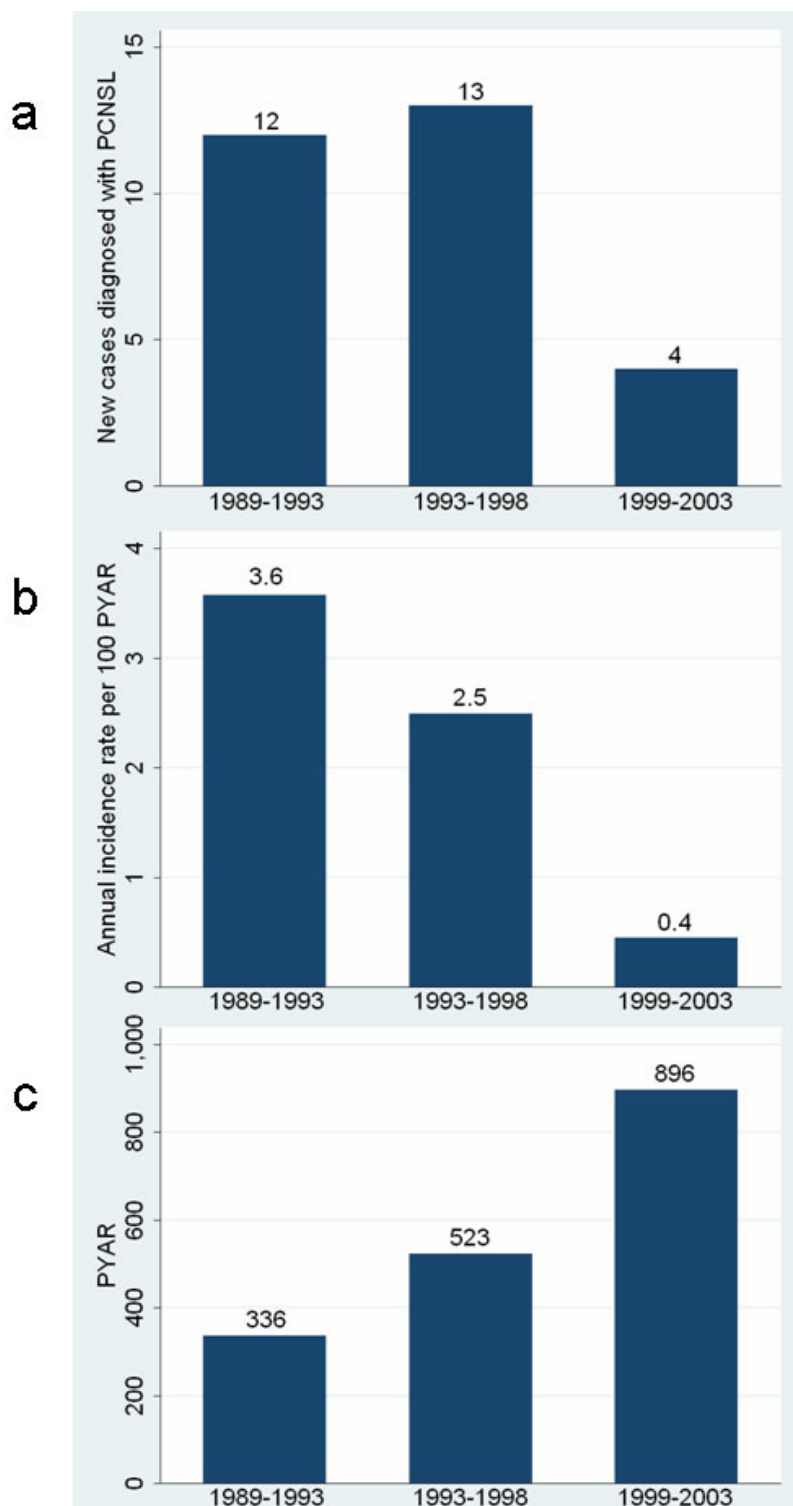 a
New cases diagnosed with PCNSL
15
10
5
0
12
13
4
1989-1993 1993-1998 1999-2003
b
Annual incidence rate per 100 PYAR
4
3
2
1
0
3.6
2.5
0.4
1989-1993 1993-1998 1999-2003
c
PYAR
1,000
800
600
400
200
0
336
523
896
1989-1993 1993-1998 1999-2003